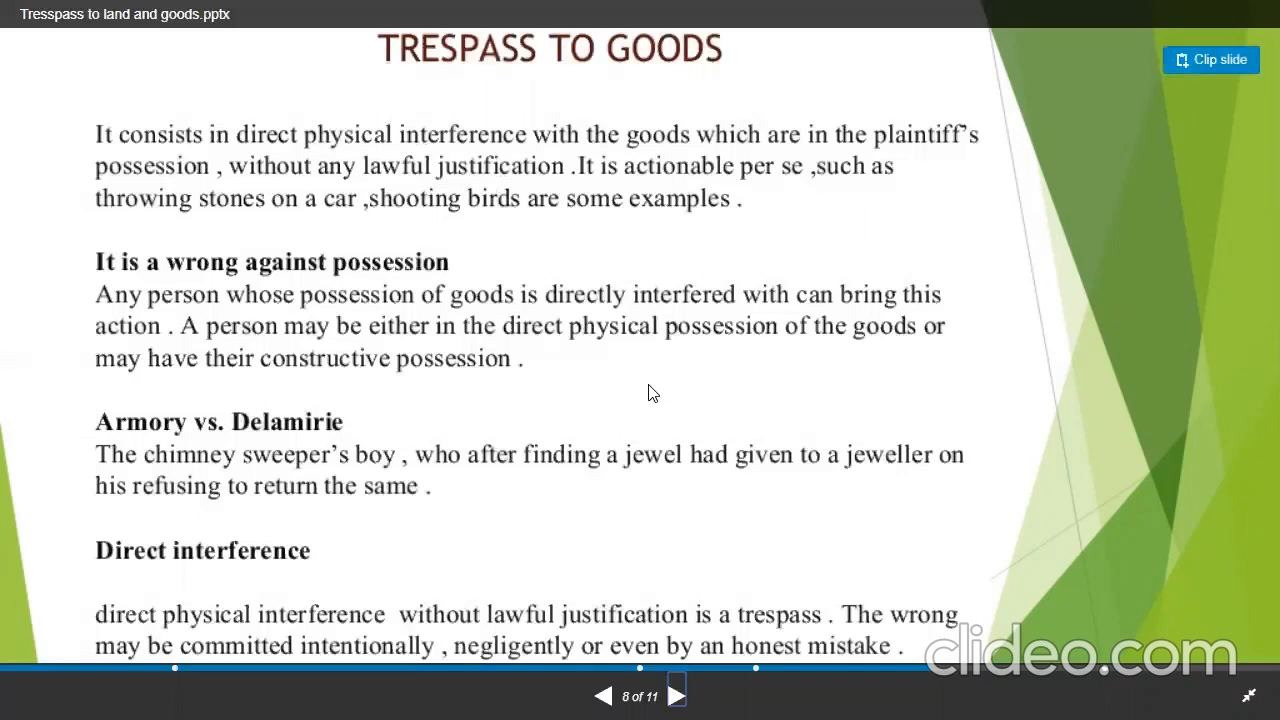 Tresspass to land and goods.pptx
TRESPASS TO GOODS
Clip slide
It consists in direct physical interference with the goods which are in the plaintiff's
possession , without any lawful justification .It is actionable per se ,such as
throwing stones on a car ,shooting birds are some examples .
It is a wrong against possession
Any person whose possession of goods is directly interfered with can bring this
action . A person may be either in the direct physical possession of the goods or
may have their constructive possession .
Armory vs. Delamirie
The chimney sweeper's boy , who after finding a jewel had given to a jeweller on
his refusing to return the same .
Direct interference
direct physical interference  without lawful justification is a trespass . The wrong
may be committed intentionally , negligently or even by an honest mistake .
clideo.com
8 of 11